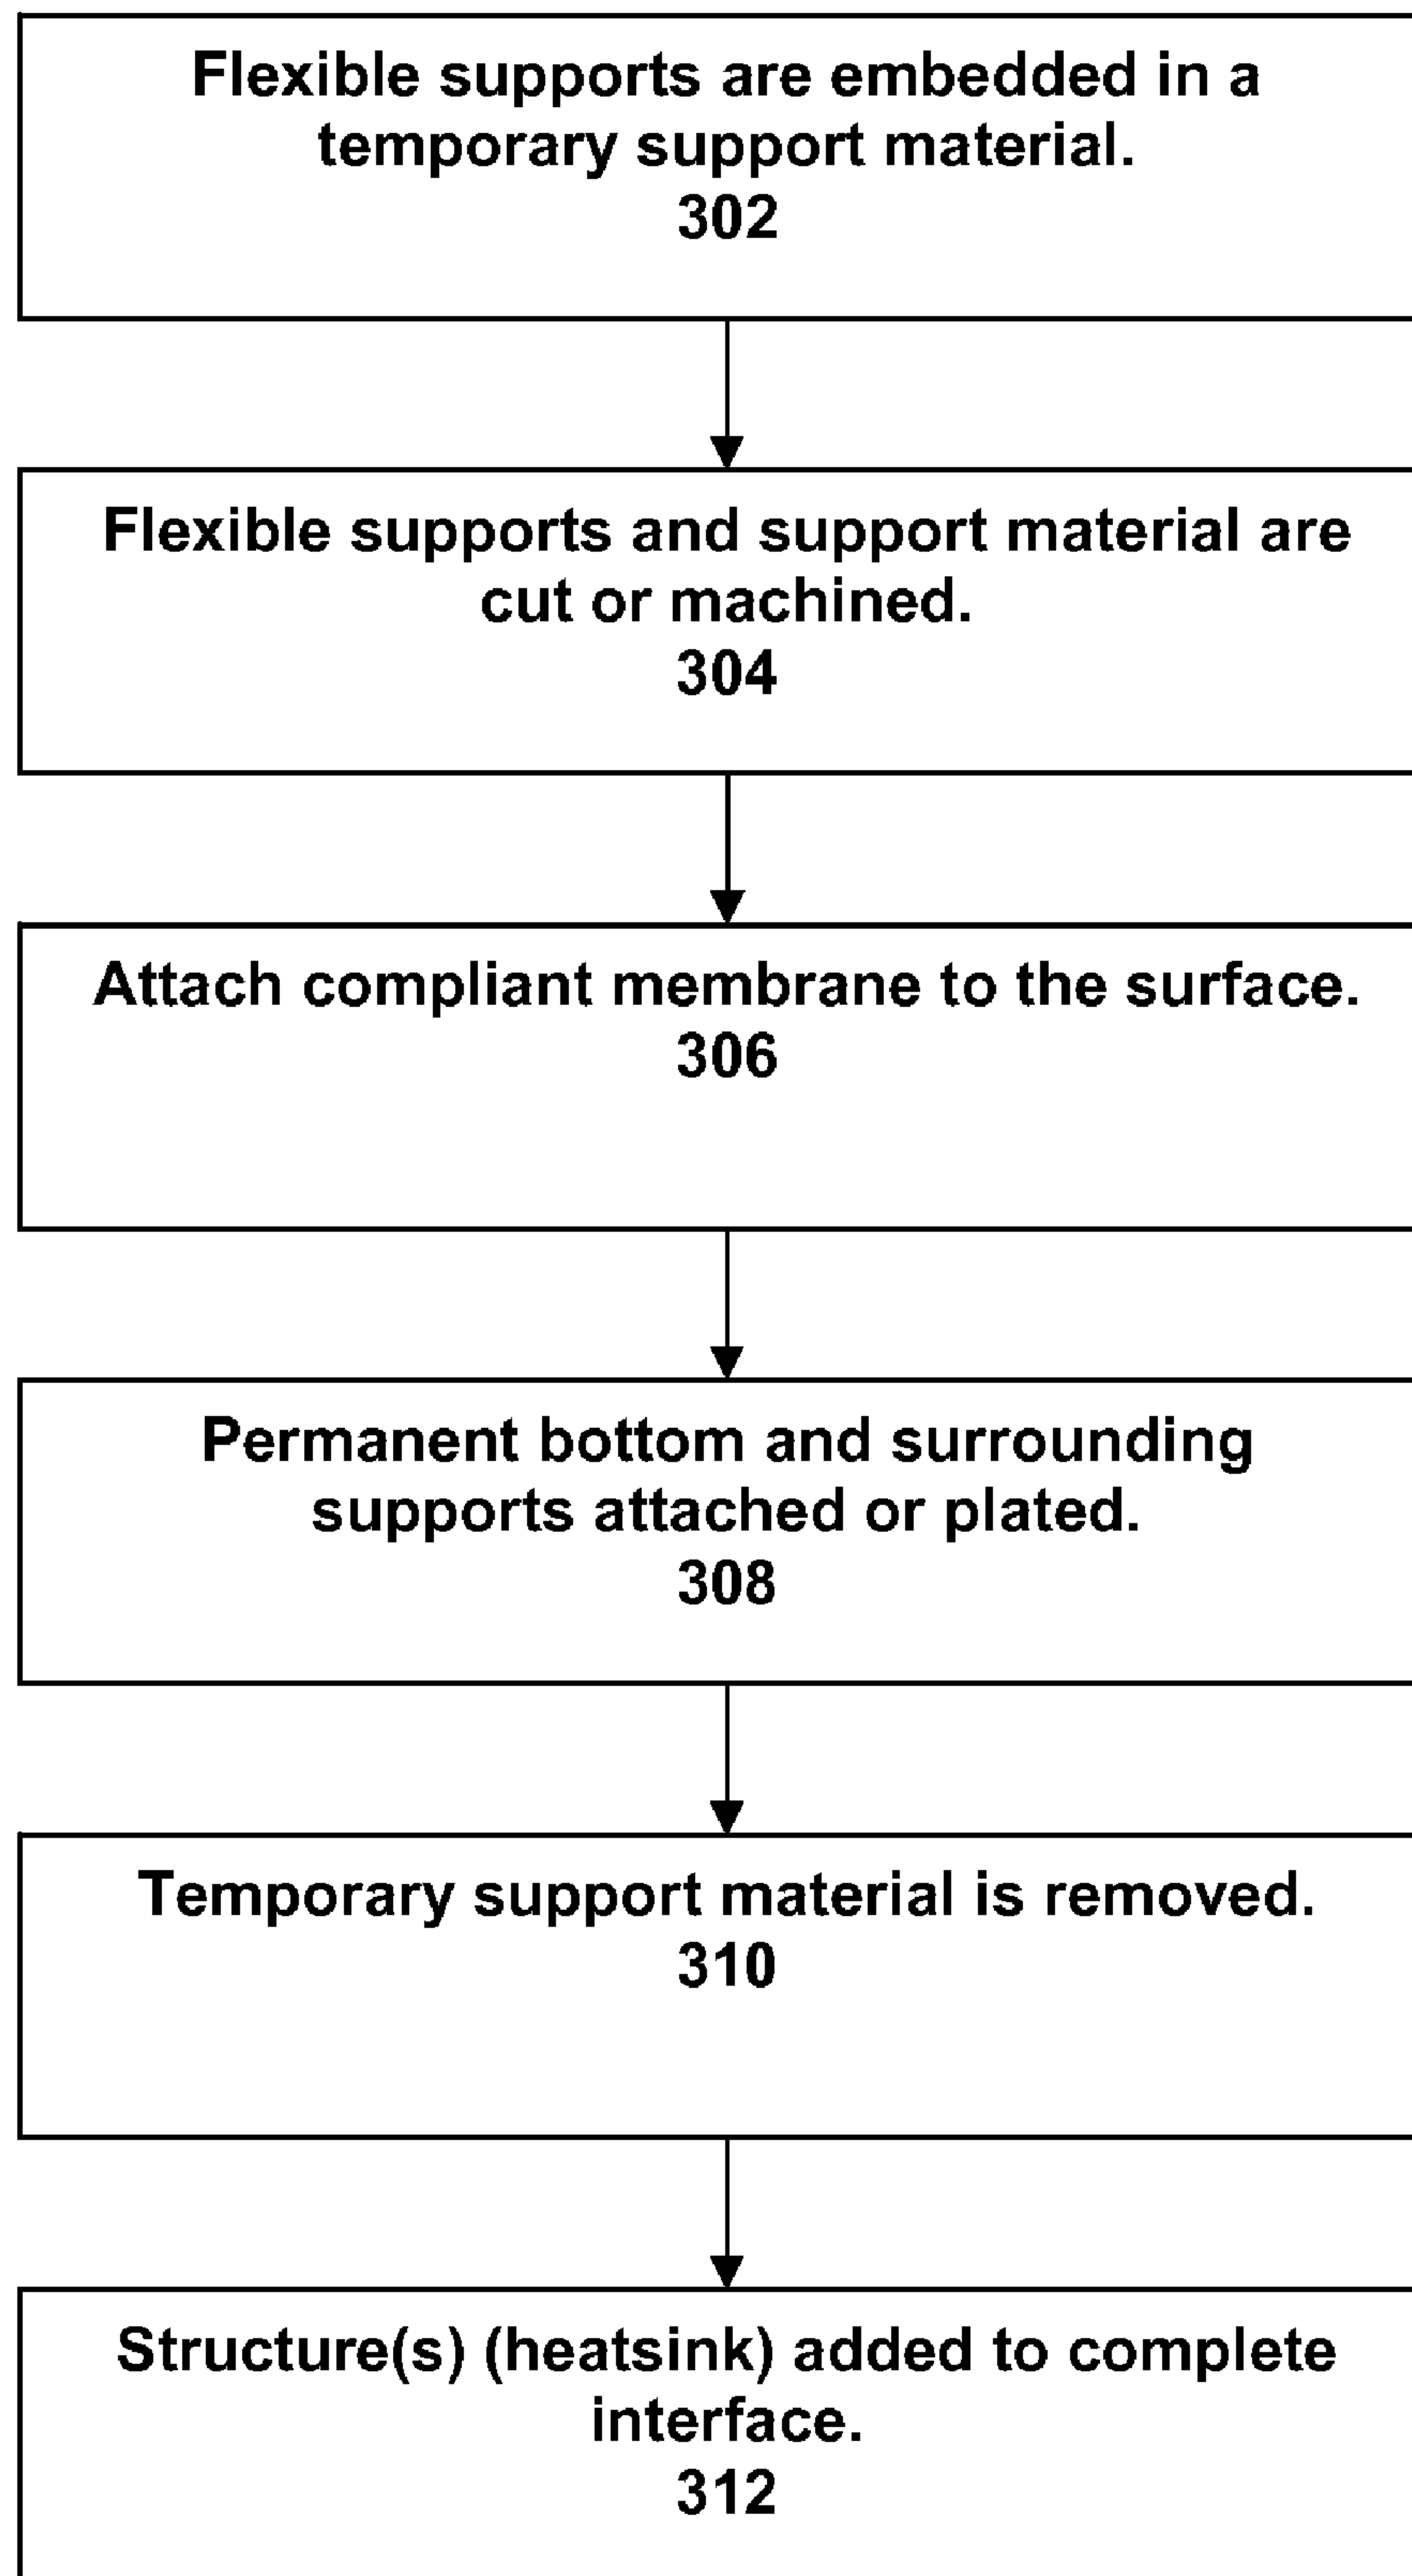 Flexible supports are embedded in a
temporary support material.
302
Flexible supports and support material are
cut or machined.
304
Attach compliant membrane to the surface.
306
Permanent bottom and surrounding
supports attached or plated.
308
Temporary support material is removed.
310
Structure(s) (heatsink) added to complete
interface.
312